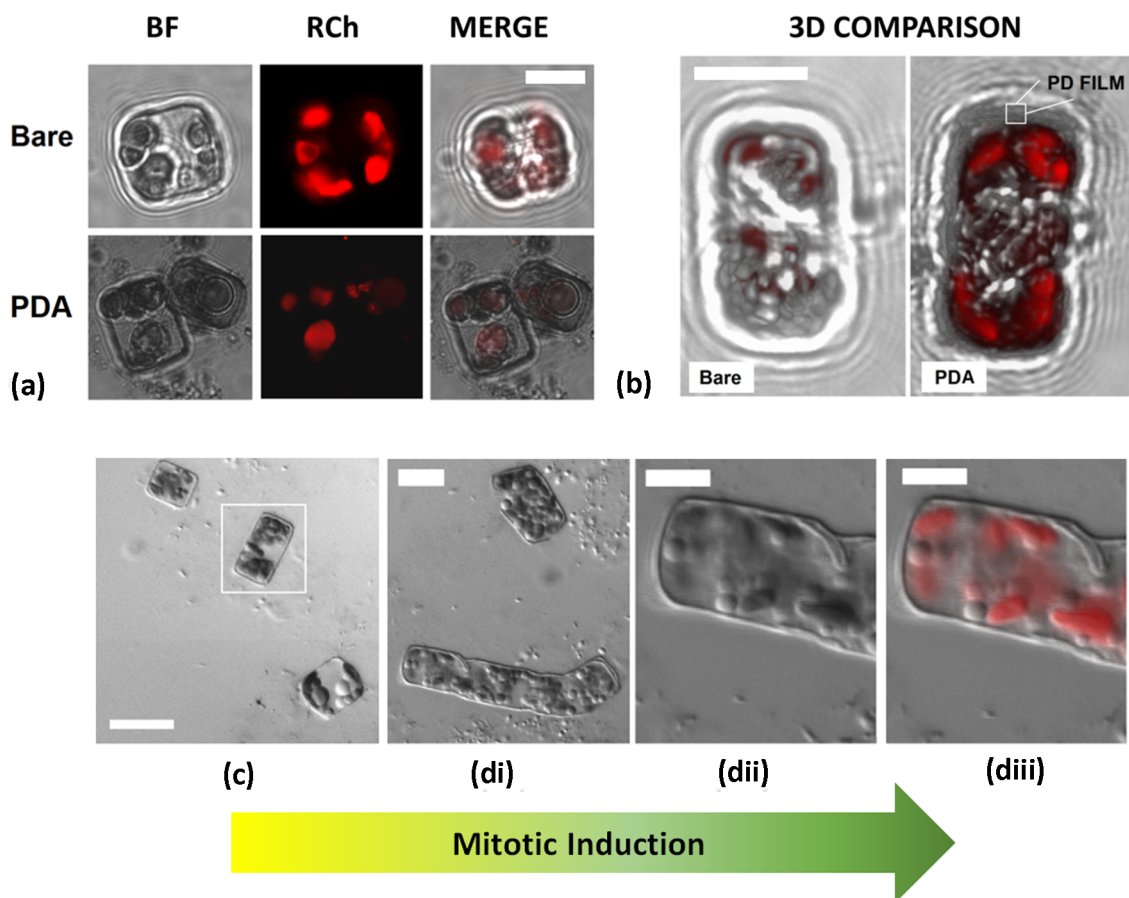 BF RCh MERGE 3D COMPARISON
Bare
PDA
(a)
PD FILM
Bare
PDA
(b)
(c)
(di)
(dii)
(diii)
Mitotic Induction